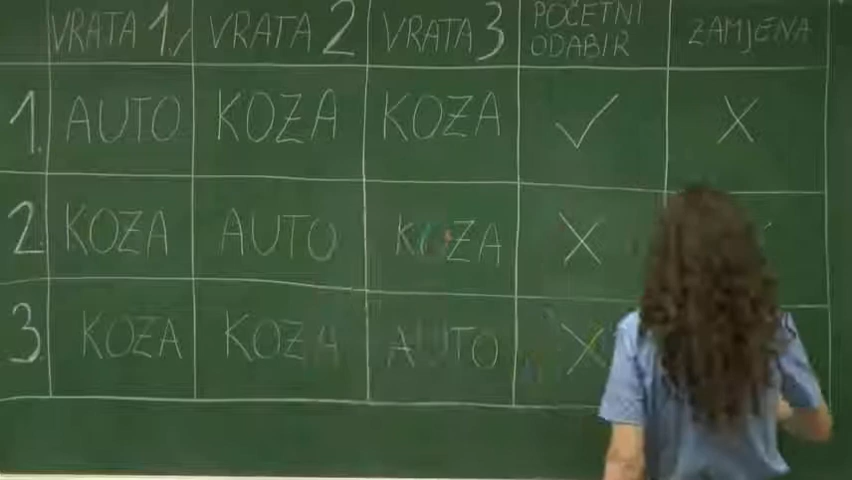 VRATA 1 ✓ VRATA 2 VRATA 3 POČETNI ODABIR ZAMJENA
1. AUTO KOZA KOZA ✓ X
2. KOZA AUTO KOZA X
3 KOZA KOZA AUTO X